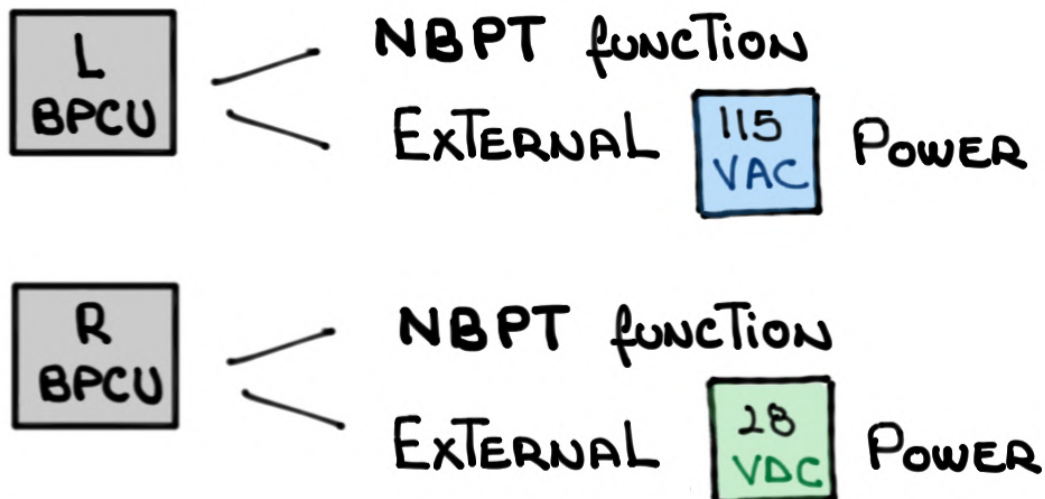 L
BPCU
NBPT function
EXTERNAL 115 VAC POWER
R
BPCU
NBPT function
EXTERNAL 28 VDC POWER